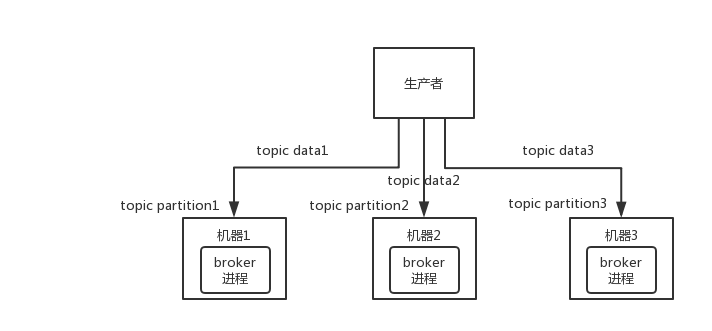 生产者
topic data1
topic data3
topic data2
topic partition1
topic partition2
topic partition3
机器1
机器2
机器3
broker
进程
broker
进程
broker
进程